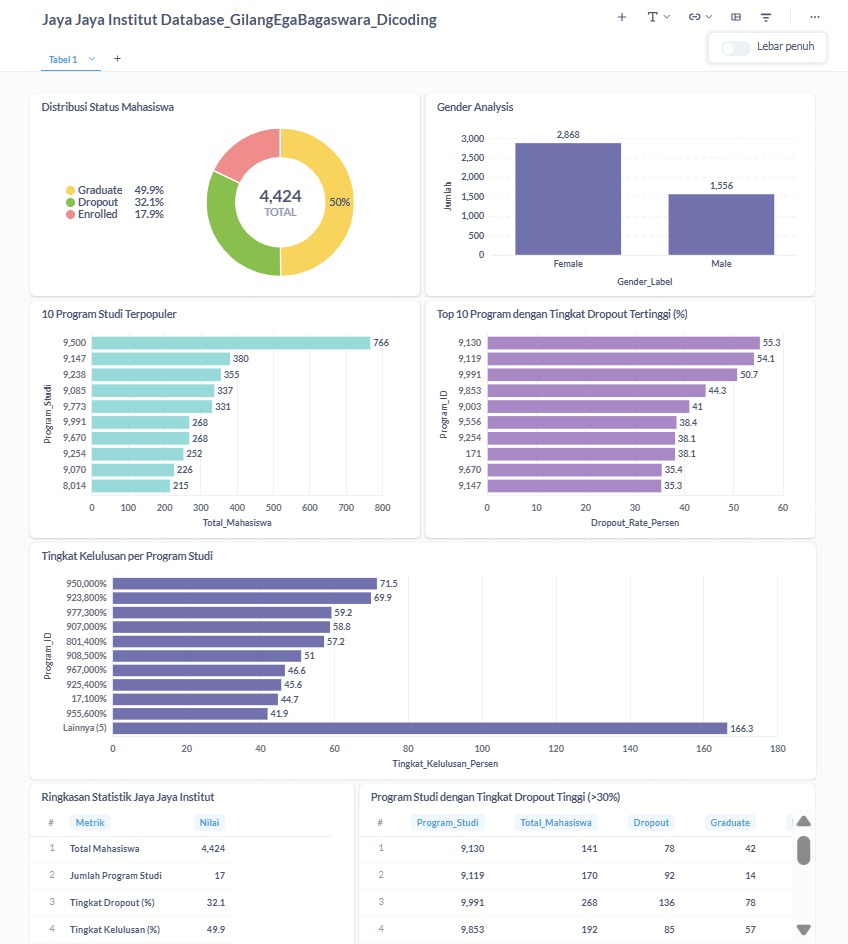 Jaya Jaya Institut Database_GilangEgaBagaswara_Dicoding
Lebar penuh
Tabel 1
Distribusi Status Mahasiswa
Graduate 49.9%
Dropout 32.1%
Enrolled 17.9%
4,424
TOTAL
50%
Gender Analysis
Jumlah
3,000
2,500
2,000
1,500
1,000
500
0
2,868
1,556
Female Male
Gender_Label
10 Program Studi Terpopuler
Program_Studi
9,500 766
9,147 380
9,238 355
9,085 337
9,773 331
9,991 268
9,670 268
9,254 252
9,070 226
8,014 215
0 100 200 300 400 500 600 700 800
Total_Mahasiswa
Top 10 Program dengan Tingkat Dropout Tertinggi (%)
Program_ID
9,130 55.3
9,119 54.1
9,991 50.7
9,853 44.3
9,003 41
9,556 38.4
9,254 38.1
171 38.1
9,670 35.4
9,147 35.3
0 10 20 30 40 50 60
Dropout_Rate_Persen
Tingkat Kelulusan per Program Studi
Program_ID
950,000% 71.5
923,800% 69.9
977,300% 59.2
907,000% 58.8
801,400% 57.2
908,500% 51
967,000% 46.6
925,400% 45.6
17,100% 44.7
955,600% 41.9
Lainnya (5) 166.3
0 20 40 60 80 100 120 140 160 180
Tingkat_Kelulusan_Persen
Ringkasan Statistik Jaya Jaya Institut
# Metrik Nilai
1 Total Mahasiswa 4,424
2 Jumlah Program Studi 17
3 Tingkat Dropout (%) 32.1
4 Tingkat Kelulusan (%) 49.9
Program Studi dengan Tingkat Dropout Tinggi (>30%)
# Program_Studi Total_Mahasiswa Dropout Graduate
1 9,130 141 78 42
2 9,119 170 92 14
3 9,991 268 136 78
4 9,853 192 85 57